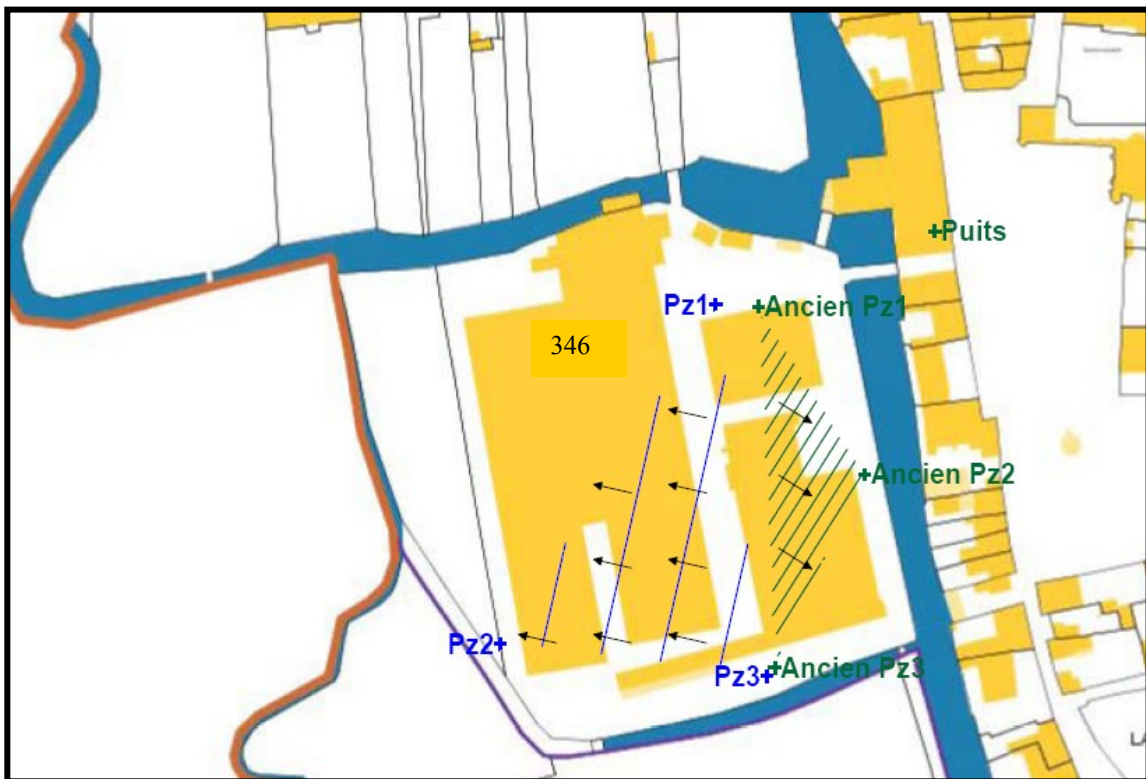 +Puits
Pz1+
+Ancien Pz1
346
+Ancien Pz2
Pz2+
Pz3+
+Ancien Pz3